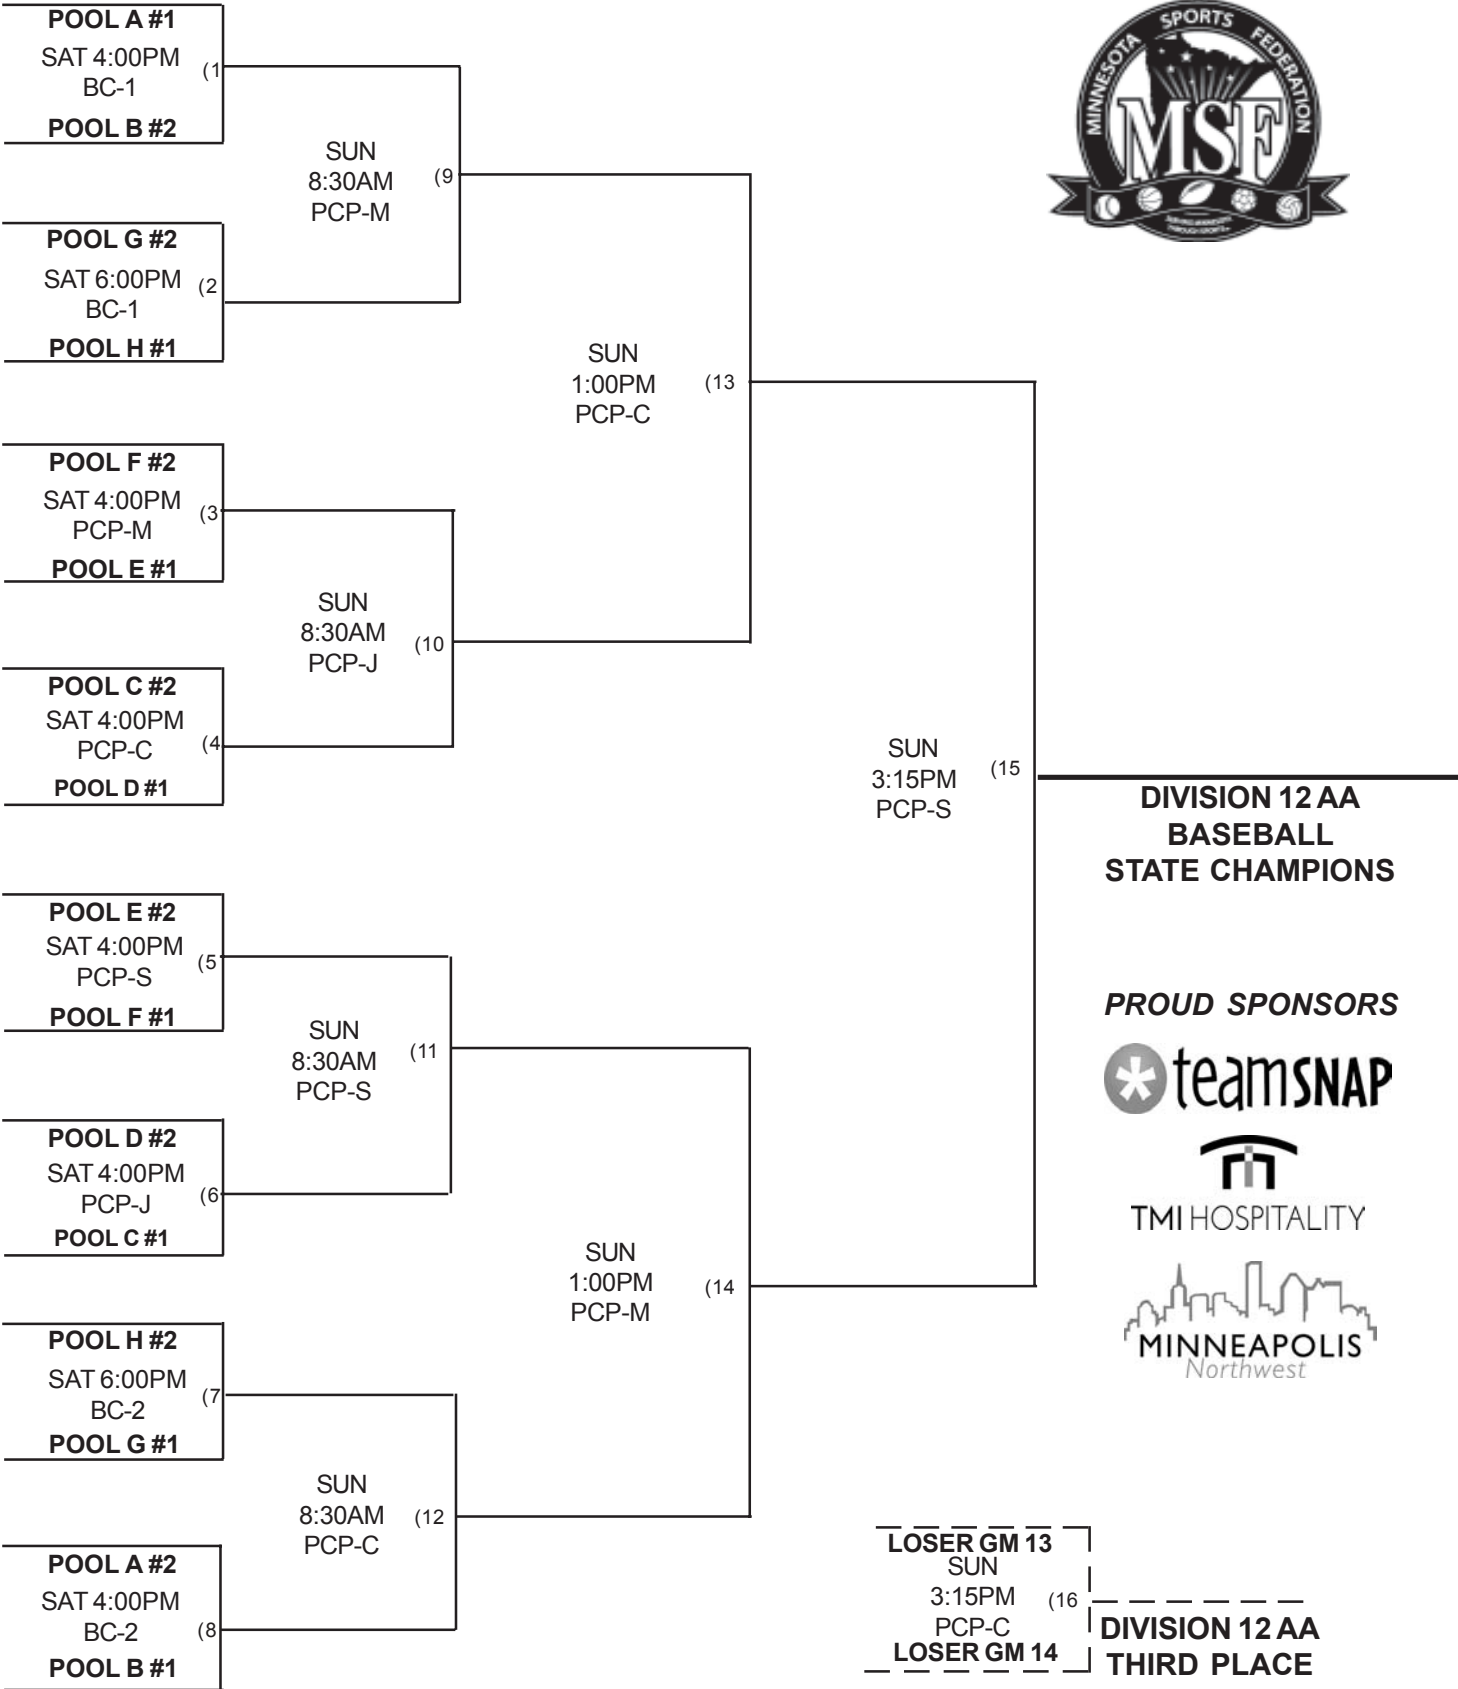 POOL A #1
SAT 4:00PM
(1
BC-1
POOL B #2
SUN
8:30AM
(9
PCP-M
POOL G #2
SAT 6:00PM
(2
BC-1
POOL H #1
SUN
1:00PM
(13
PCP-C
POOL F #2
SAT 4:00PM
(3
PCP-M
POOL E #1
SUN
8:30AM
(10
PCP-J
POOL C #2
SAT 4:00PM
(4
PCP-C
POOL D #1
SUN
3:15PM
(15
PCP-S
DIVISION 12 AA
BASEBALL
STATE CHAMPIONS
POOL E #2
SAT 4:00PM
(5
PCP-S
POOL F #1
SUN
8:30AM
(11
PCP-S
POOL D #2
SAT 4:00PM
(6
PCP-J
POOL C #1
SUN
1:00PM
(14
PCP-M
POOL H #2
SAT 6:00PM
(7
BC-2
POOL G #1
SUN
8:30AM
(12
PCP-C
POOL A #2
SAT 4:00PM
(8
BC-2
POOL B #1
LOSER GM 13
SUN
3:15PM
(16
PCP-C
LOSER GM 14
DIVISION 12 AA
THIRD PLACE
MINNESOTA SPORTS FEDERATION
MSF
PROUD SPONSORS
teamSNAP
TMI HOSPITALITY
MINNEAPOLIS
Northwest